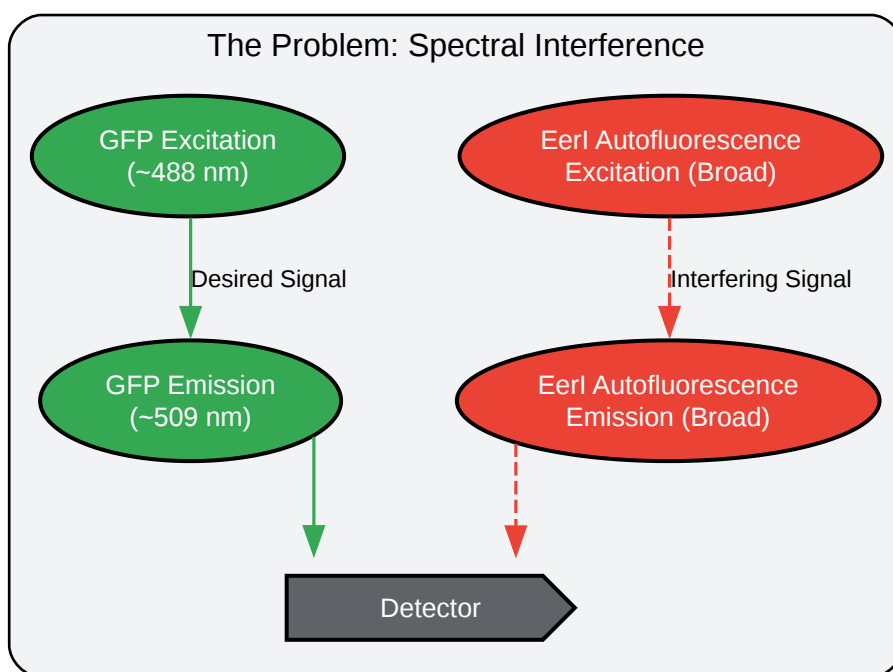 The Problem: Spectral Interference
GFP Excitation
(~488 nm)
EerI Autofluorescence
Excitation (Broad)
Desired Signal
Interfering Signal
GFP Emission
(~509 nm)
EerI Autofluorescence
Emission (Broad)
Detector